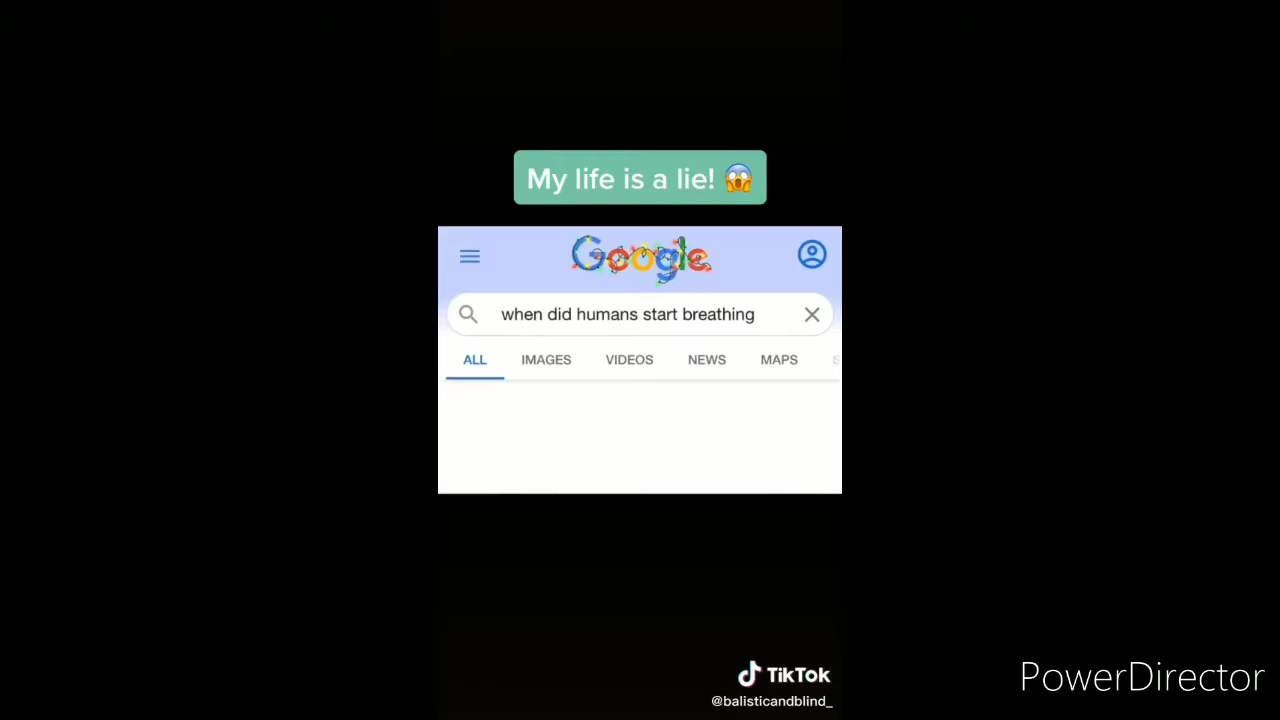 My life is a lie! 😱
Google
when did humans start breathing
ALL IMAGES VIDEOS NEWS MAPS
TikTok
@balisticandblind_
PowerDirector